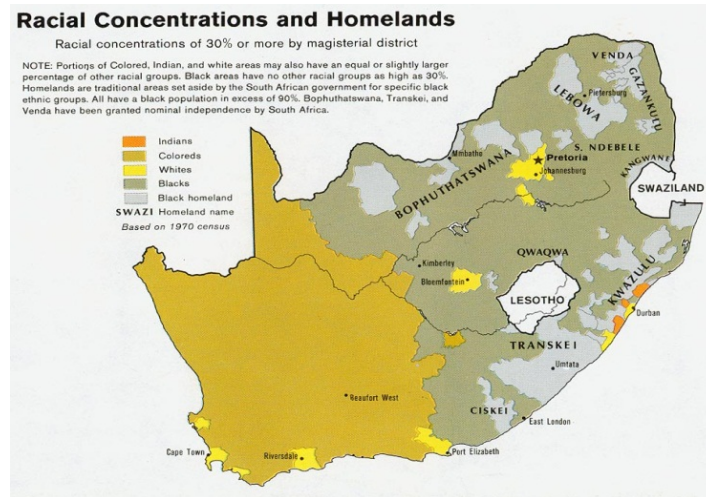 Racial Concentrations and Homelands
Racial concentrations of 30% or more by magisterial district
NOTE: Portions of Colored, Indian, and white areas may also have an equal or slightly larger
percentage of other racial groups. Black areas have no other racial groups as high as 30%.
Homelands are traditional areas set aside by the South African government for specific black
ethnic groups. All have a black population in excess of 90%. Bophuthatswana, Transkei, and
Venda have been granted nominal independence by South Africa.
Indians
Coloreds
Whites
Blacks
Black homeland
SWAZI Homeland name
Based on 1970 census
VENDA
GAZANKULU
LEBOWA
Pietersburg
S. NDEBELE
Mmbatho
Pretoria
Johannesburg
KANGWANE
SWAZILAND
BOPHUTHATSWANA
QWAQWA
Kimberley
Bloemfontein
LESOTHO
KWAZULU
Durban
TRANSKEI
Umtata
Beaufort West
CISKEI
East London
Cape Town
Riversdale
Port Elizabeth